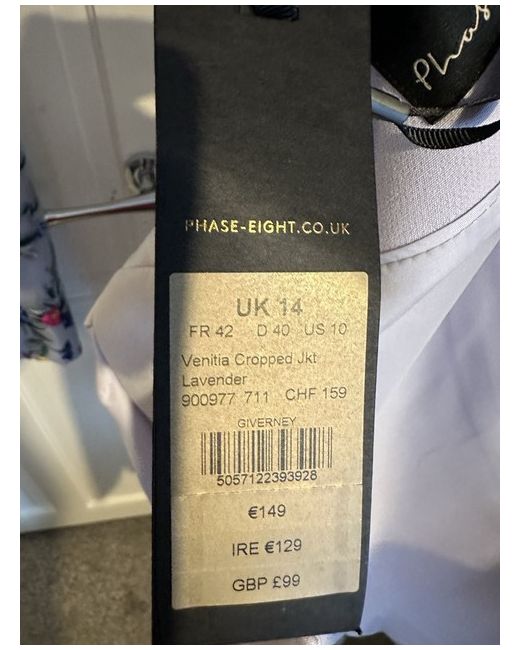 Phas
PHASE-EIGHT.CO.UK
UK 14
FR 42 D 40 US 10
Venitia Cropped Jkt
Lavender
900977 711 CHF 159
GIVERNEY
5057122393928
€149
IRE €129
GBP £99